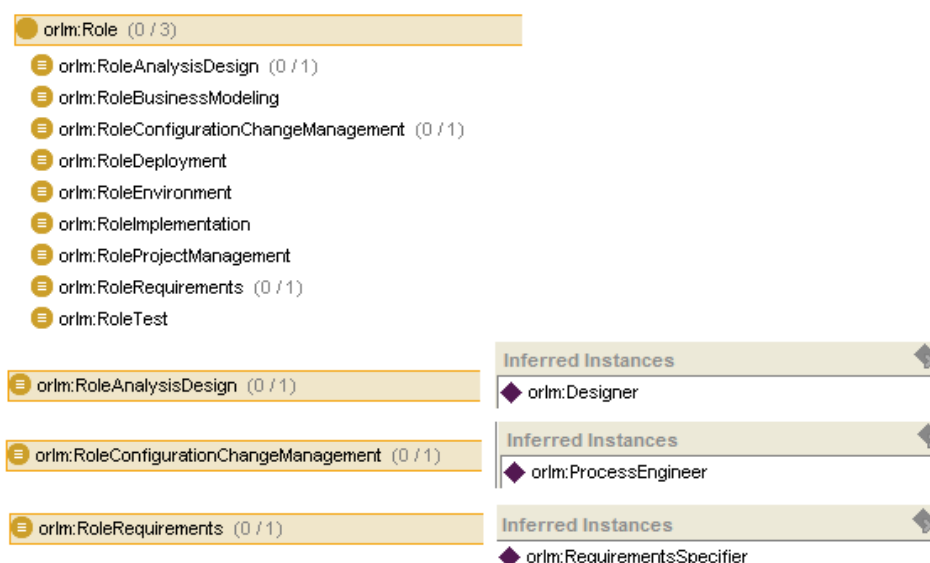 orlm:Role (0 / 3)
orlm:RoleAnalysisDesign (0 / 1)
orlm:RoleBusinessModeling
orlm:RoleConfigurationChangeManagement (0 / 1)
orlm:RoleDeployment
orlm:RoleEnvironment
orlm:RoleImplementation
orlm:RoleProjectManagement
orlm:RoleRequirements (0 / 1)
orlm:RoleTest
Inferred Instances
orlm:RoleAnalysisDesign (0 / 1)
orlm:Designer
Inferred Instances
orlm:RoleConfigurationChangeManagement (0 / 1)
orlm:ProcessEngineer
Inferred Instances
orlm:RoleRequirements (0 / 1)
orlm:RequirementsSpecifier